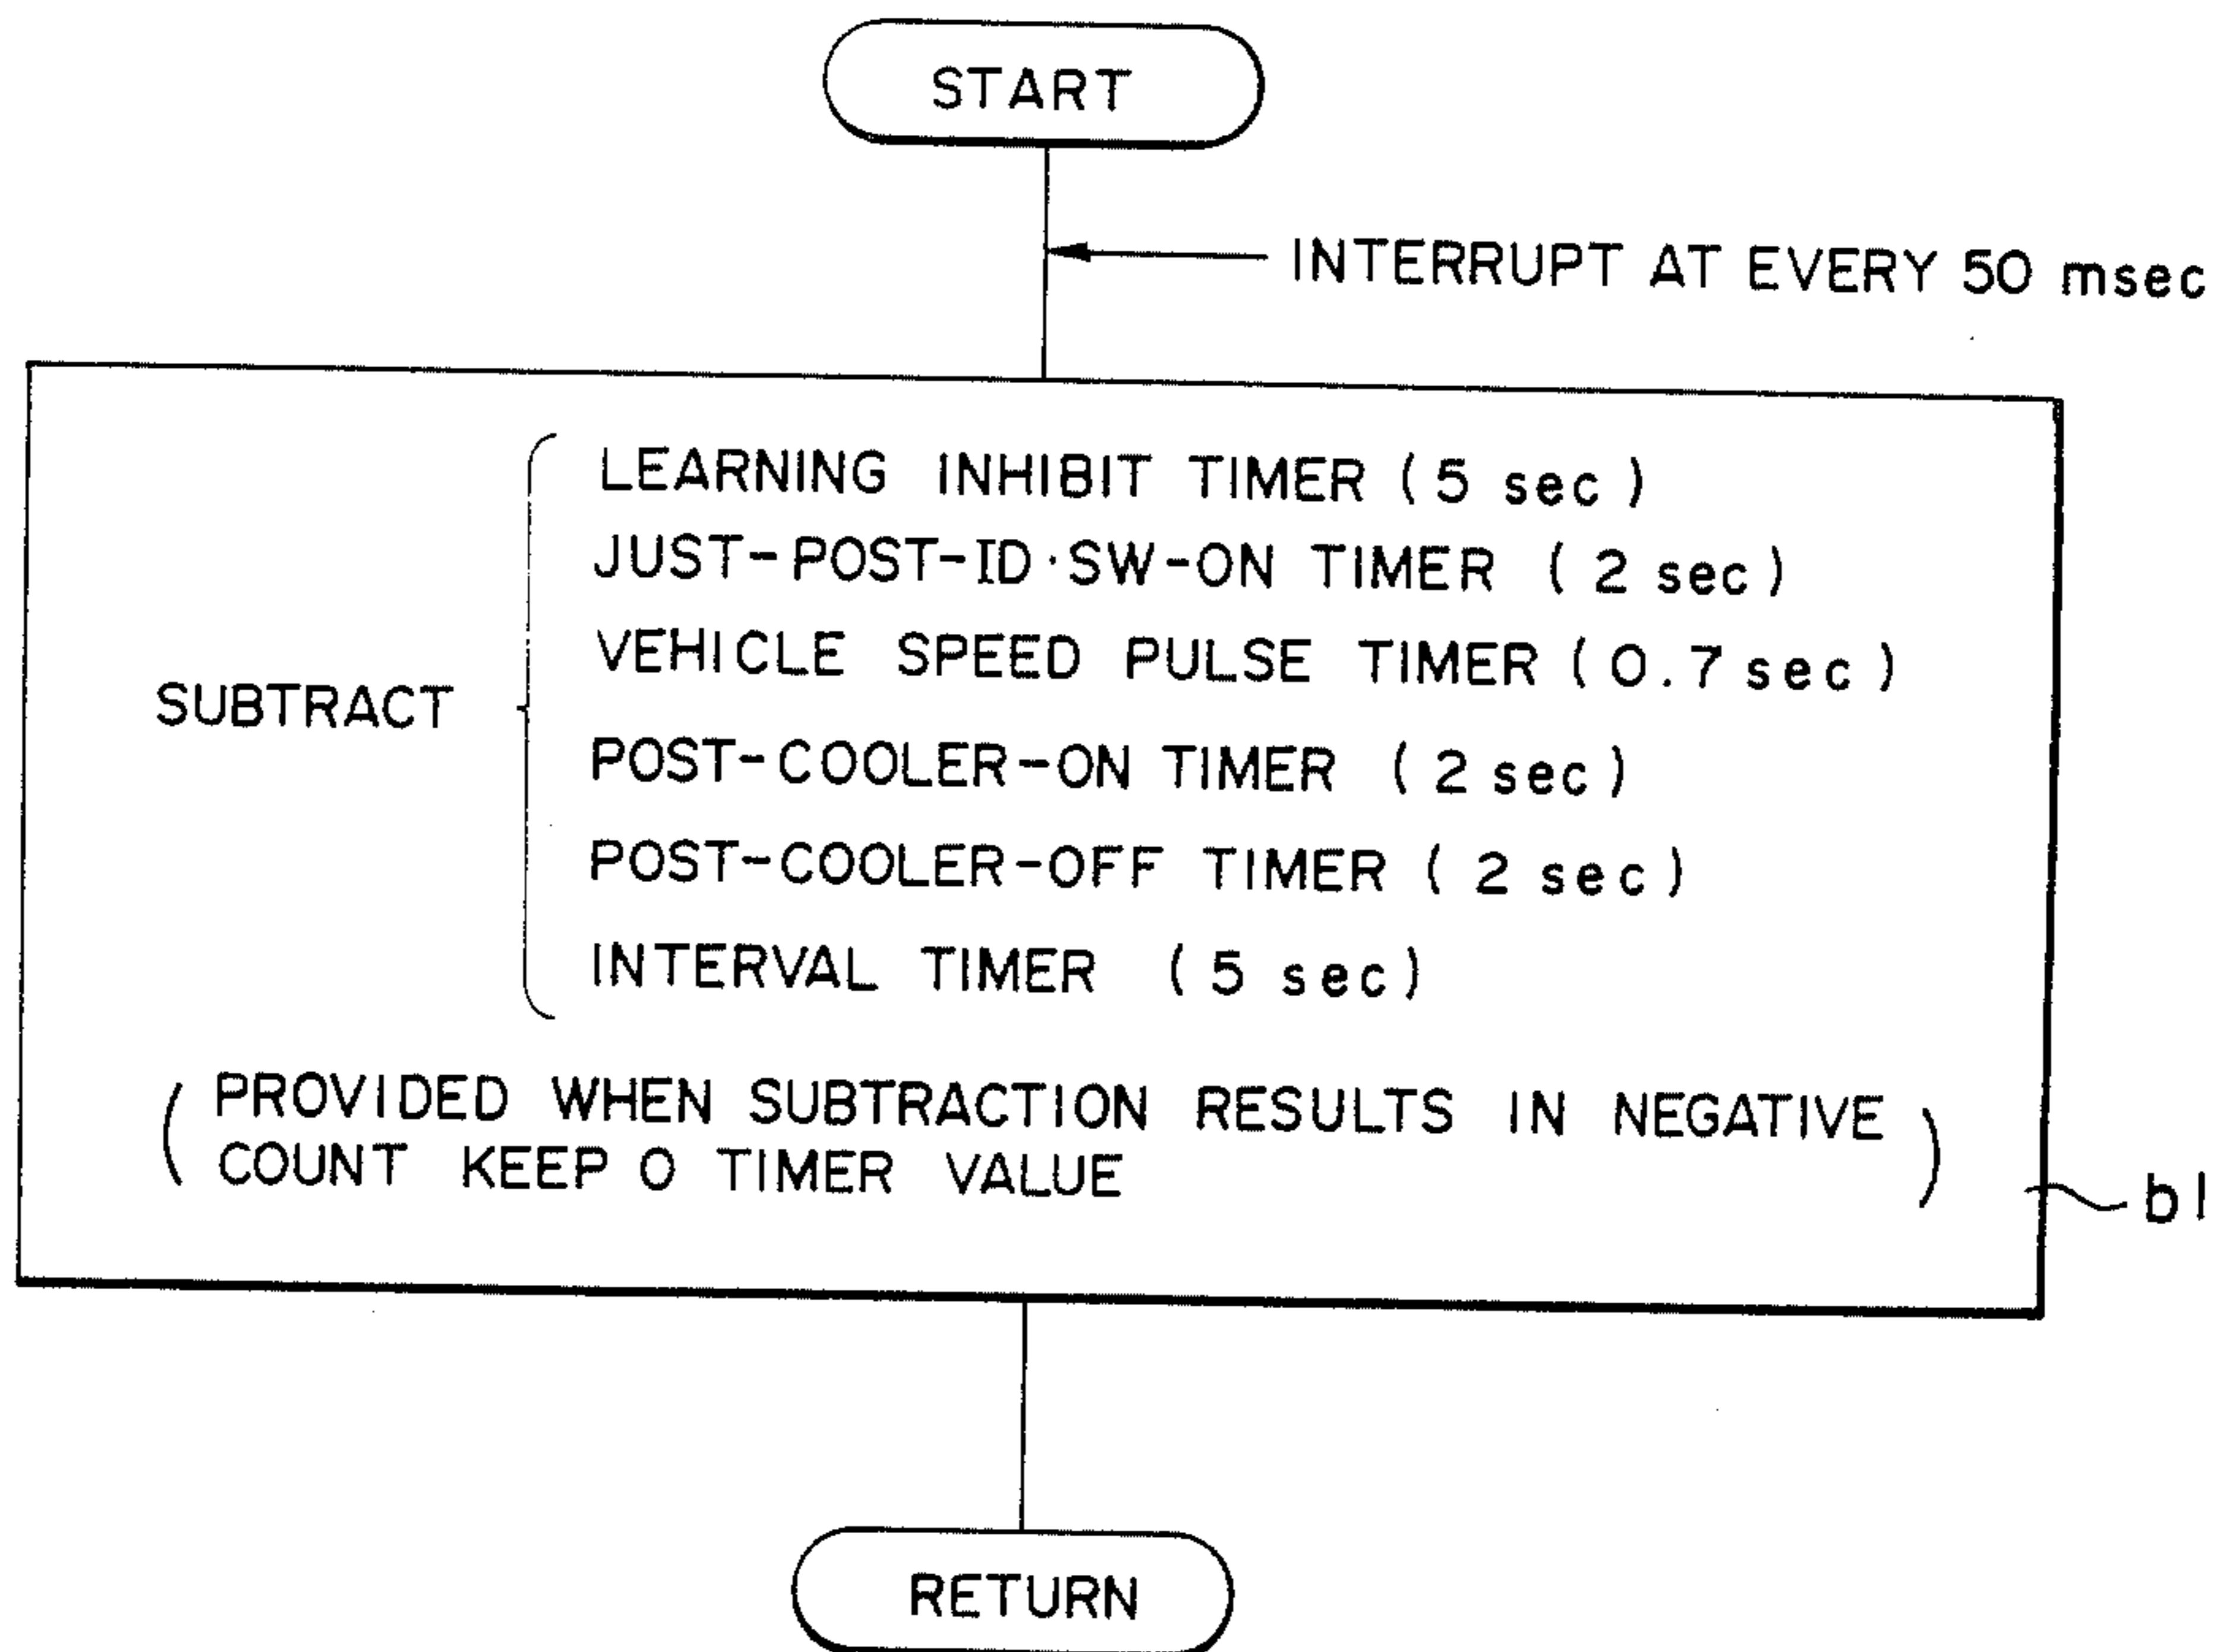 START
INTERRUPT AT EVERY 50 msec
SUBTRACT
LEARNING INHIBIT TIMER (5 sec)
JUST-POST-ID·SW-ON TIMER (2 sec)
VEHICLE SPEED PULSE TIMER (0.7 sec)
POST-COOLER-ON TIMER (2 sec)
POST-COOLER-OFF TIMER (2 sec)
INTERVAL TIMER (5 sec)
(PROVIDED WHEN SUBTRACTION RESULTS IN NEGATIVE
COUNT KEEP 0 TIMER VALUE)
b1
RETURN